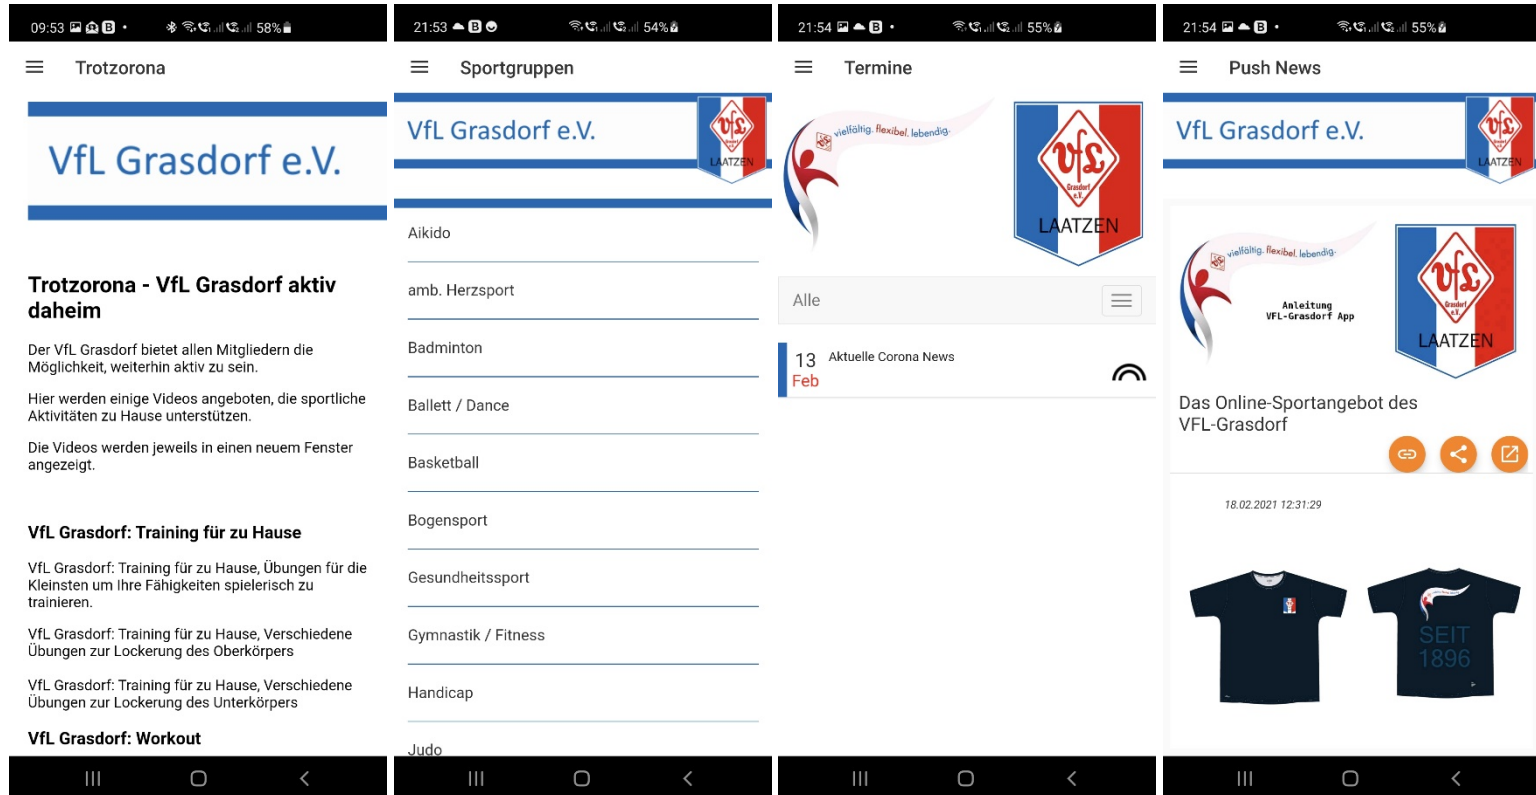 09:53 58%
Trotzorona
VfL Grasdorf e.V.
Trotzorona - VfL Grasdorf aktiv
daheim
Der VfL Grasdorf bietet allen Mitgliedern die
Möglichkeit, weiterhin aktiv zu sein.
Hier werden einige Videos angeboten, die sportliche
Aktivitäten zu Hause unterstützen.
Die Videos werden jeweils in einen neuem Fenster
angezeigt.
VfL Grasdorf: Training für zu Hause
VfL Grasdorf: Training für zu Hause, Übungen für die
Kleinsten um Ihre Fähigkeiten spielerisch zu
trainieren.
VfL Grasdorf: Training für zu Hause, Verschiedene
Übungen zur Lockerung des Oberkörpers
VfL Grasdorf: Training für zu Hause, Verschiedene
Übungen zur Lockerung des Unterkörpers
VfL Grasdorf: Workout
21:53 54%
Sportgruppen
VfL Grasdorf e.V.
VfL
Grasdorf
e.V.
LAATZEN
Aikido
amb. Herzsport
Badminton
Ballett / Dance
Basketball
Bogensport
Gesundheitssport
Gymnastik / Fitness
Handicap
Judo
21:54 55%
Termine
vielfältig. flexibel. lebendig.
VfL
Grasdorf
e.V.
LAATZEN
Alle
13
Feb
Aktuelle Corona News
21:54 55%
Push News
VfL Grasdorf e.V.
VfL
Grasdorf
e.V.
LAATZEN
vielfältig. flexibel. lebendig.
Anleitung
VFL-Grasdorf App
VfL
Grasdorf
e.V.
LAATZEN
Das Online-Sportangebot des
VFL-Grasdorf
18.02.2021 12:31:29
SEIT
1896